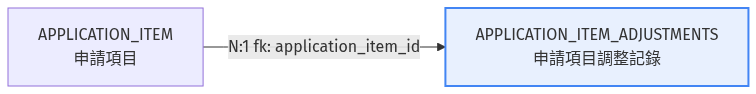 APPLICATION_ITEM
申請項目
N:1 fk: application_item_id
APPLICATION_ITEM_ADJUSTMENTS
申請項目調整記錄